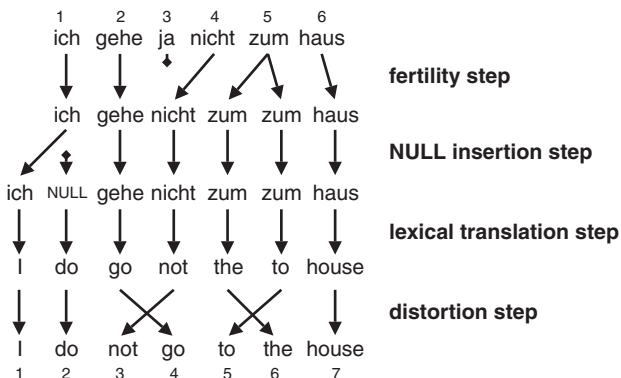 1 2 3 4 5 6
ich gehe ja nicht zum haus
fertility step
ich gehe nicht zum zum haus
NULL insertion step
ich NULL gehe nicht zum zum haus
lexical translation step
I do go not the to house
distortion step
I do not go to the house
1 2 3 4 5 6 7